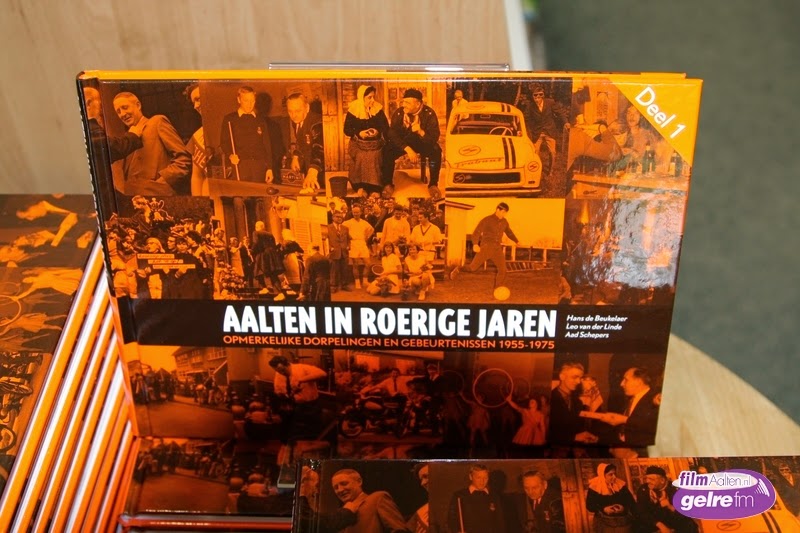 Deel 1
AALTEN IN ROERIGE JAREN
OPMERKELIJKE DORPELINGEN EN GEBEURTENISSEN 1955-1975
Hans de Beukelaer
Leo van der Linde
Aad Schepers
filmAalten.nl
gelre fm